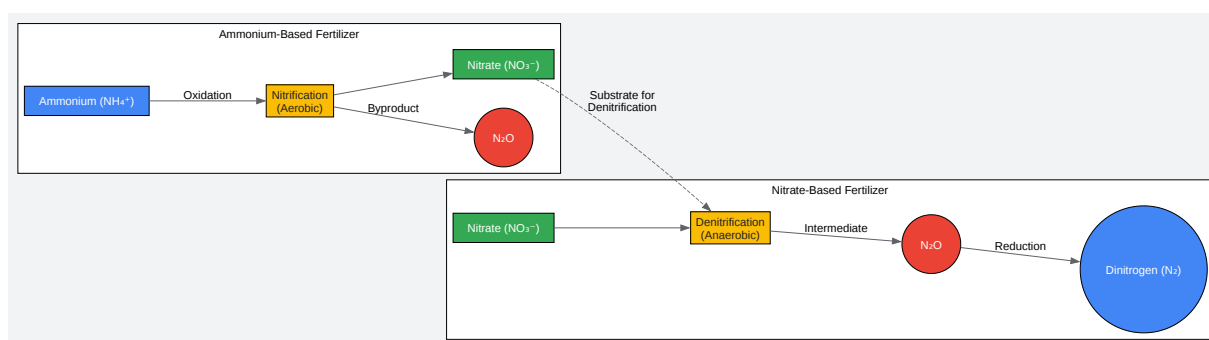 Ammonium-Based Fertilizer
Ammonium (NH₄⁺)
Oxidation
Nitrification
(Aerobic)
Nitrate (NO₃⁻)
Byproduct
N₂O
Substrate for
Denitrification
Nitrate-Based Fertilizer
Nitrate (NO₃⁻)
Denitrification
(Anaerobic)
Intermediate
N₂O
Reduction
Dinitrogen (N₂)